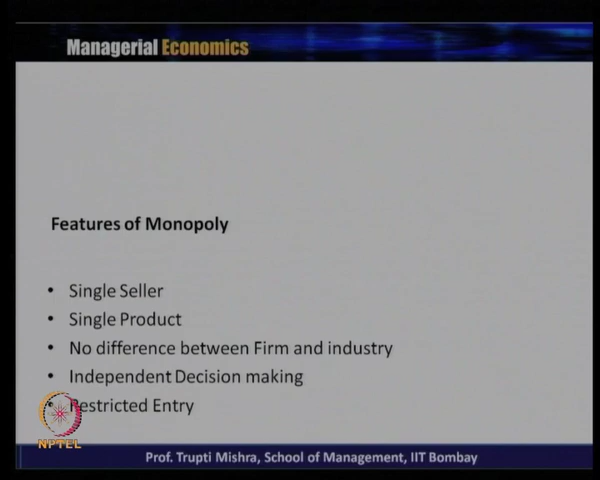 Managerial Economics
Features of Monopoly
• Single Seller
• Single Product
• No difference between Firm and industry
• Independent Decision making
• Restricted Entry
NPTEL
Prof. Trupti Mishra, School of Management, IIT Bombay